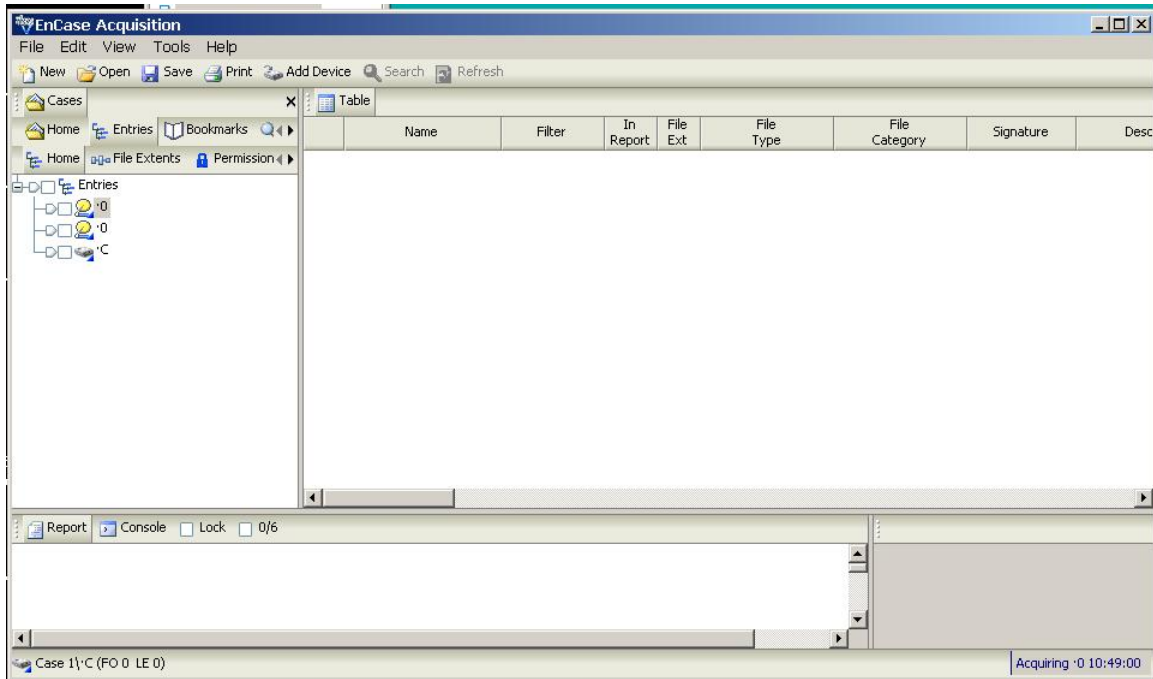 EnCase Acquisition
File Edit View Tools Help
New Open Save Print Add Device Search Refresh
Cases
Table
Home Entries Bookmarks
Home File Extents Permission
Name Filter In Report File Ext File Type File Category Signature Desc
Entries
·0
·0
·C
Report Console Lock 0/6
Case 1\·C (FO 0 LE 0)
Acquiring ·0 10:49:00